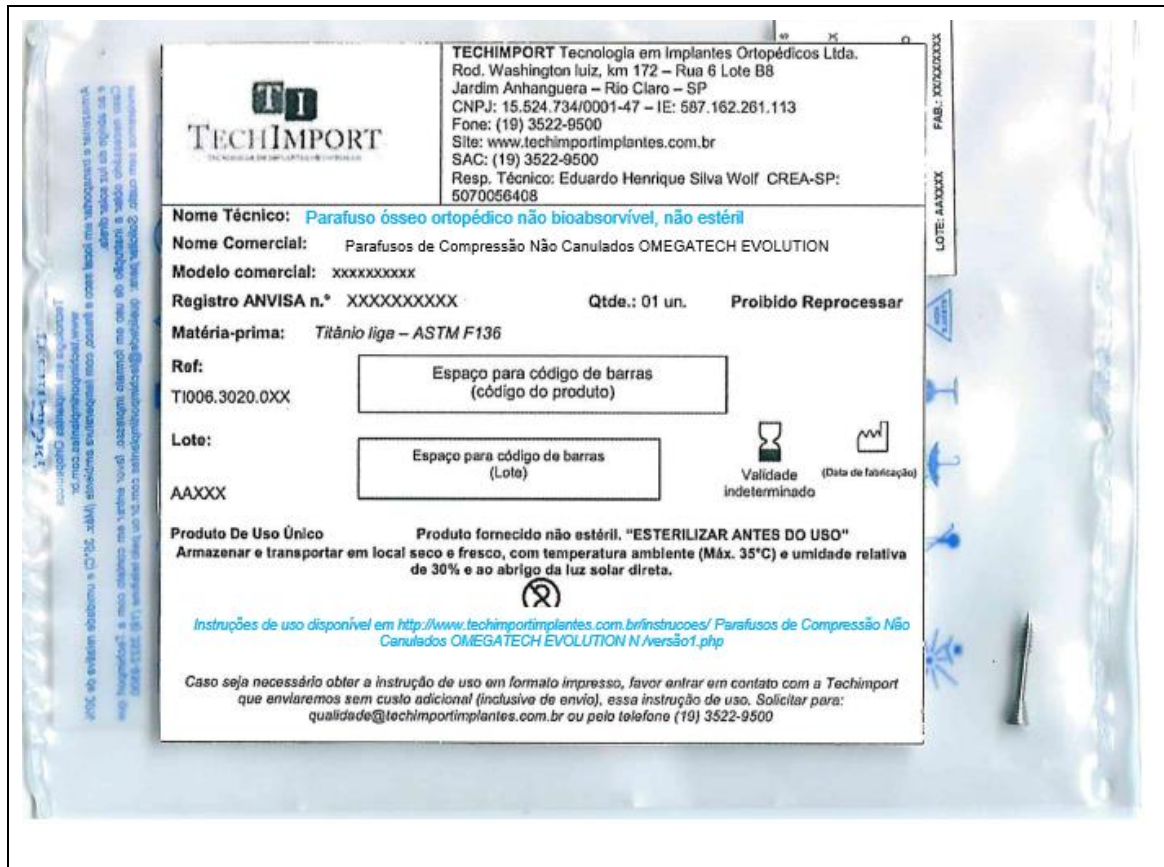 TECHIMPORT Tecnologia em Implantes Ortopédicos Ltda.
Rod. Washington luiz, km 172 – Rua 6 Lote B8
Jardim Anhanguera – Rio Claro – SP
CNPJ: 15.524.734/0001-47 – IE: 587.162.261.113
Fone: (19) 3522-9500
Site: www.techimportimplantes.com.br
SAC: (19) 3522-9500
Resp. Técnico: Eduardo Henrique Silva Wolf CREA-SP:
5070056408
TI
TECHIMPORT
Nome Técnico: Parafuso ósseo ortopédico não bioabsorvível, não estéril
Nome Comercial: Parafusos de Compressão Não Canulados OMEGATECH EVOLUTION
Modelo comercial: xxxxxxxxxx
Registro ANVISA n.° XXXXXXXXXX Qtde.: 01 un. Proibido Reprocessar
Matéria-prima: Titânio liga – ASTM F136
Ref:
TI006.3020.0XX
Espaço para código de barras
(código do produto)
Lote:
AAXXX
Espaço para código de barras
(Lote)
Validade
indeterminado
(Data de fabricação)
Produto De Uso Único Produto fornecido não estéril. "ESTERILIZAR ANTES DO USO"
Armazenar e transportar em local seco e fresco, com temperatura ambiente (Máx. 35°C) e umidade relativa
de 30% e ao abrigo da luz solar direta.
Instruções de uso disponível em http://www.techimportimplantes.com.br/instrucoes/ Parafusos de Compressão Não
Canulados OMEGATECH EVOLUTION N /versão1.php
Caso seja necessário obter a instrução de uso em formato impresso, favor entrar em contato com a Techimport
que enviaremos sem custo adicional (inclusive de envio), essa instrução de uso. Solicitar para:
qualidade@techimportimplantes.com.br ou pelo telefone (19) 3522-9500
LOTE: AAXXXX FAB.: XX/XX/XXXX